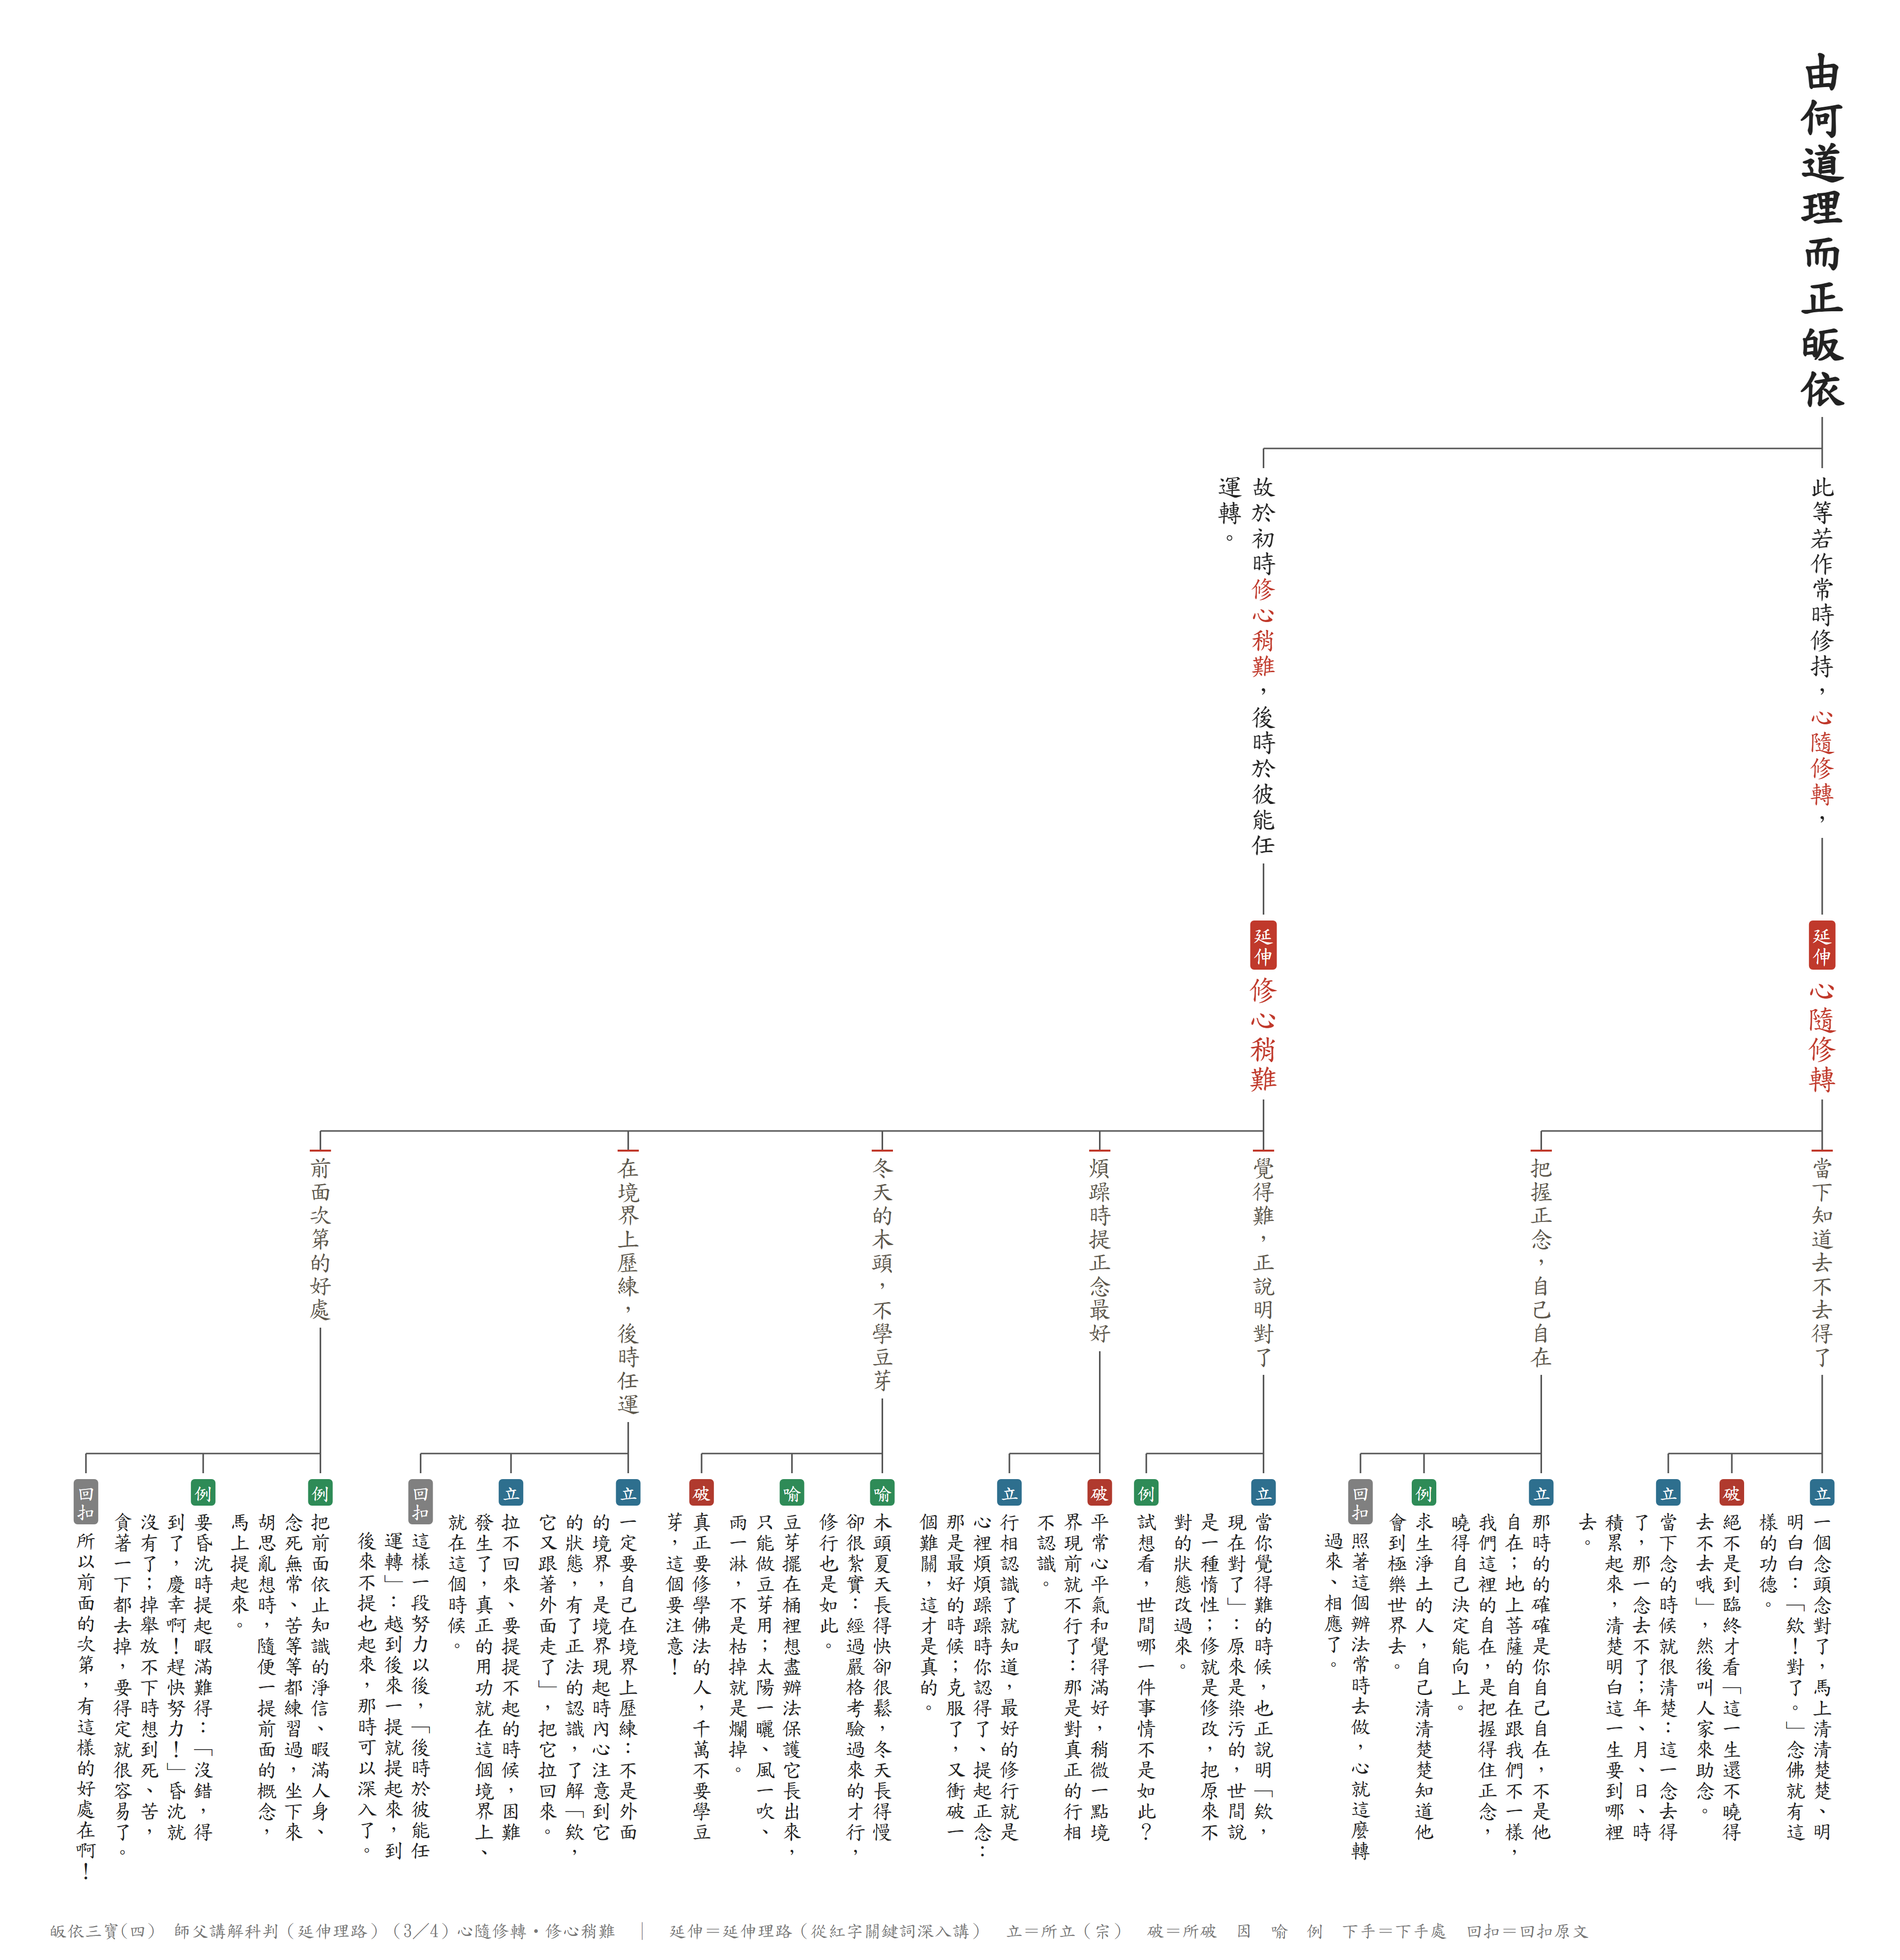 由何道理而正皈依
此等若作常時修持，心隨修轉，
故於初時修心稍難，後時於彼能任
運轉。
延伸
心隨修轉
延伸
修心稍難
當下知道去不去得了
把握正念，自己自在
覺得難，正說明對了
煩躁時提正念最好
冬天的木頭，不學豆芽
在境界上歷練，後時任運
前面次第的好處
立
一個念頭念對了，馬上清清楚楚、明
明白白：「欸！對了。」念佛就有這
樣的功德。
破
絕不是到臨終才看「這一生還不曉得
去不去哦」，然後叫人家來助念。
立
當下念的時候就很清楚：這一念去得
了，那一念去不了；年、月、日、時
積累起來，清楚明白這一生要到哪裡
去。
立
那時的的確確是你自己自在，不是他
自在；地上菩薩的自在跟我們不一樣，
我們這裡的自在，是把握得住正念，
曉得自己決定能向上。
例
求生淨土的人，自己清清楚楚知道他
會到極樂世界去。
回扣
照著這個辦法常時去做，心就這麼轉
過來、相應了。
立
當你覺得難的時候，也正說明「欸，
現在對了」：原來是染污的，世間說
是一種惰性；修就是修改，把原來不
對的狀態改過來。
例
試想看，世間哪一件事情不是如此？
破
平常心平氣和覺得滿好，稍微一點境
界現前就不行了：那是對真正的行相
不認識。
立
行相認識了就知道，最好的修行就是
心裡煩煩躁躁時你認得了、提起正念：
那是最好的時候；克服了，又衝破一
個難關，這才是真的。
喻
木頭夏天長得快卻很鬆，冬天長得慢
卻很紮實：經過嚴格考驗過來的才行，
修行也是如此。
喻
豆芽擺在桶裡想盡辦法保護它長出來，
只能做豆芽用；太陽一曬、風一吹、
雨一淋，不是枯掉就是爛掉。
破
真正要修學佛法的人，千萬不要學豆
芽，這個要注意！
立
一定要自己在境界上歷練：不是外面
的境界，是境界現起時內心注意到它
的狀態，有了正法的認識，了解「欸，
它又跟著外面走了」，把它拉回來。
立
拉不回來、要提提不起的時候，困難
發生了，真正的用功就在這個境界上、
就在這個時候。
回扣
這樣一段努力以後，「後時於彼能任
運轉」：越到後來一提就提起來，到
後來不提也起來，那時可以深入了。
例
把前面依止知識的淨信、暇滿人身、
念死無常、苦等等都練習過，坐下來
胡思亂想時，隨便一提前面的概念，
馬上提起來。
例
要昏沈時提起暇滿難得：「沒錯，得
到了，慶幸啊！趕快努力！」昏沈就
沒有了；掉舉放不下時想到死、苦，
貪著一下都去掉，要得定就很容易了。
回扣
所以前面的次第，有這樣的好處在啊！
皈依三寶（四）　師父講解科判（延伸理路）（3／4）心隨修轉・修心稍難　｜　延伸＝延伸理路（從紅字關鍵詞深入講）　立＝所立（宗）　破＝所破　因　喻　例　下手＝下手處　回扣＝回扣原文